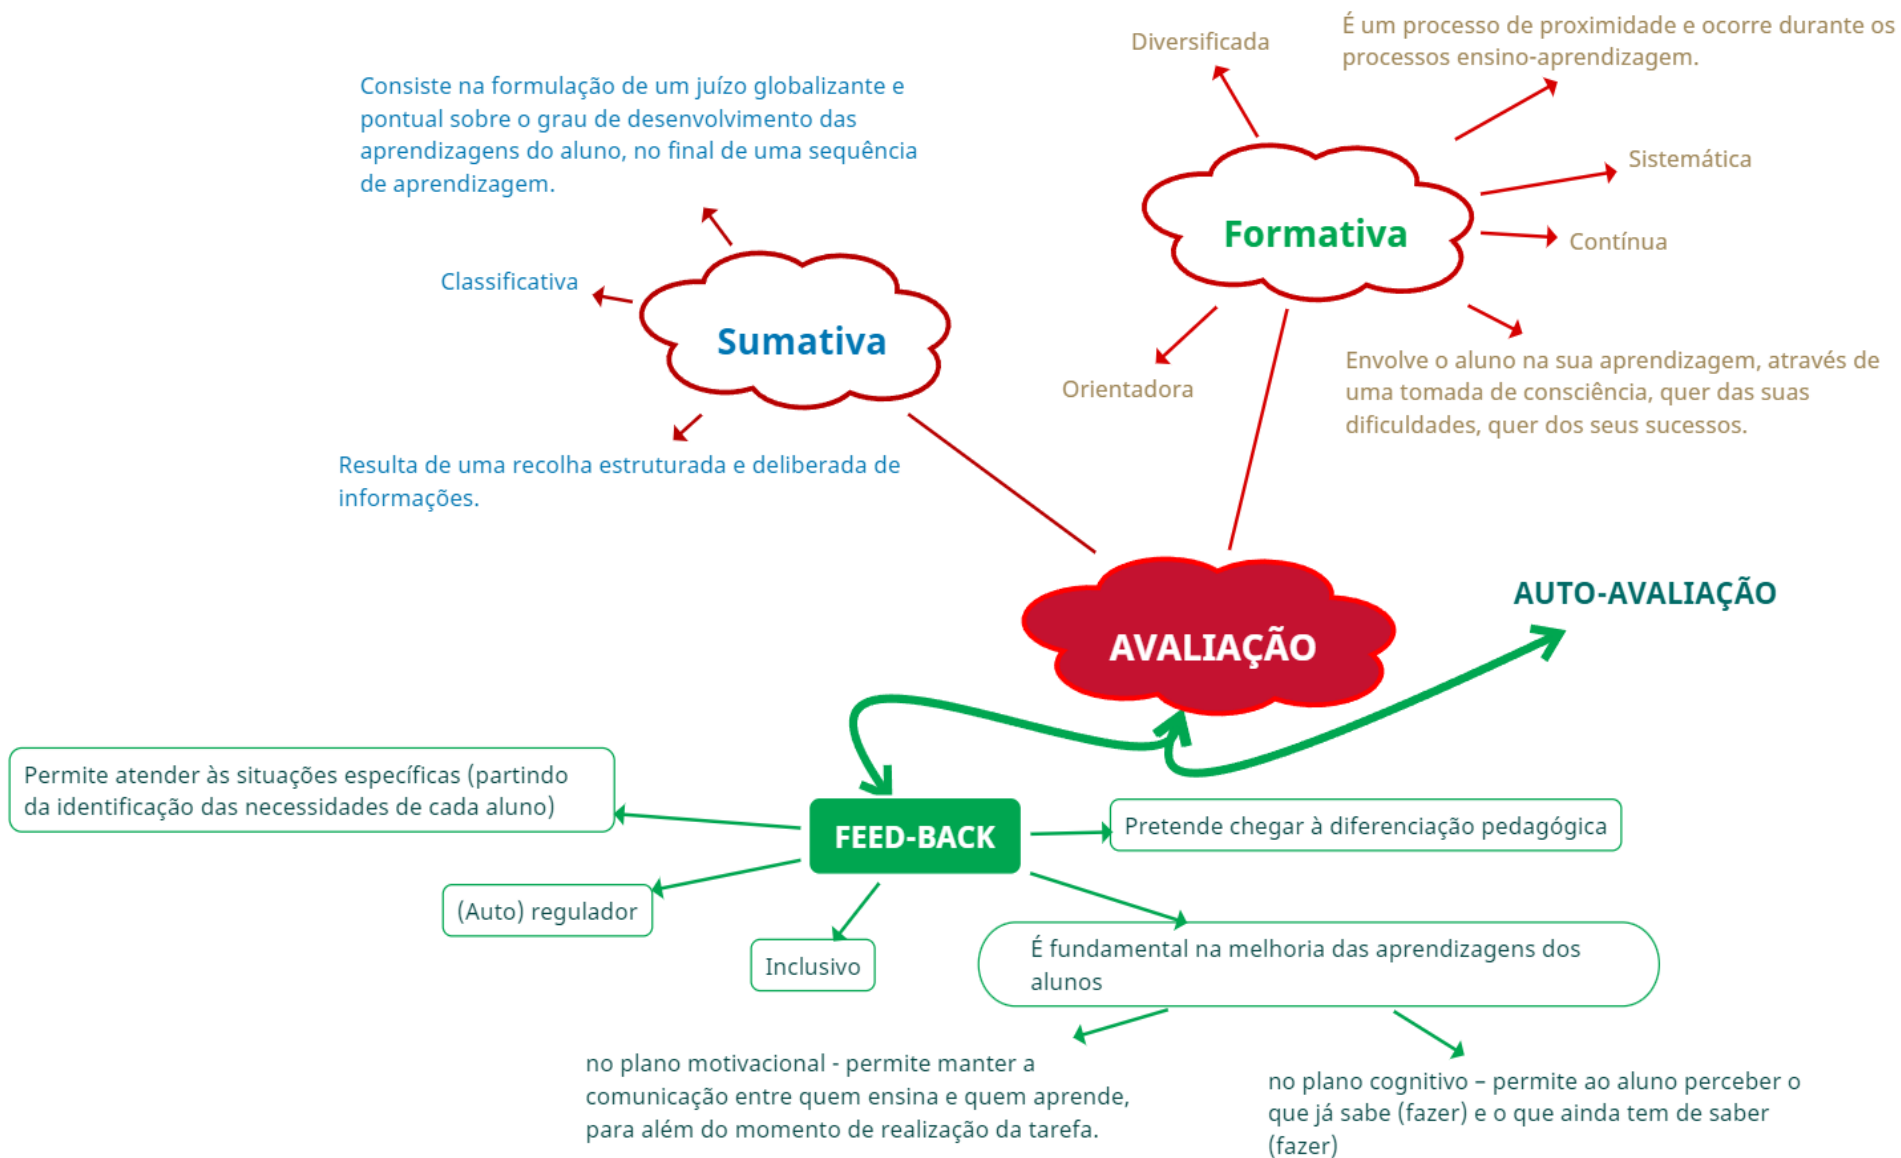 Diversificada
É um processo de proximidade e ocorre durante os
processos ensino-aprendizagem.
Consiste na formulação de um juízo globalizante e
pontual sobre o grau de desenvolvimento das
aprendizagens do aluno, no final de uma sequência
de aprendizagem.
Sistemática
Formativa
Contínua
Classificativa
Sumativa
Orientadora
Envolve o aluno na sua aprendizagem, através de
uma tomada de consciência, quer das suas
dificuldades, quer dos seus sucessos.
Resulta de uma recolha estruturada e deliberada de
informações.
AUTO-AVALIAÇÃO
AVALIAÇÃO
Permite atender às situações específicas (partindo
da identificação das necessidades de cada aluno)
FEED-BACK
Pretende chegar à diferenciação pedagógica
(Auto) regulador
Inclusivo
É fundamental na melhoria das aprendizagens dos
alunos
no plano motivacional - permite manter a
comunicação entre quem ensina e quem aprende,
para além do momento de realização da tarefa.
no plano cognitivo – permite ao aluno perceber o
que já sabe (fazer) e o que ainda tem de saber
(fazer)